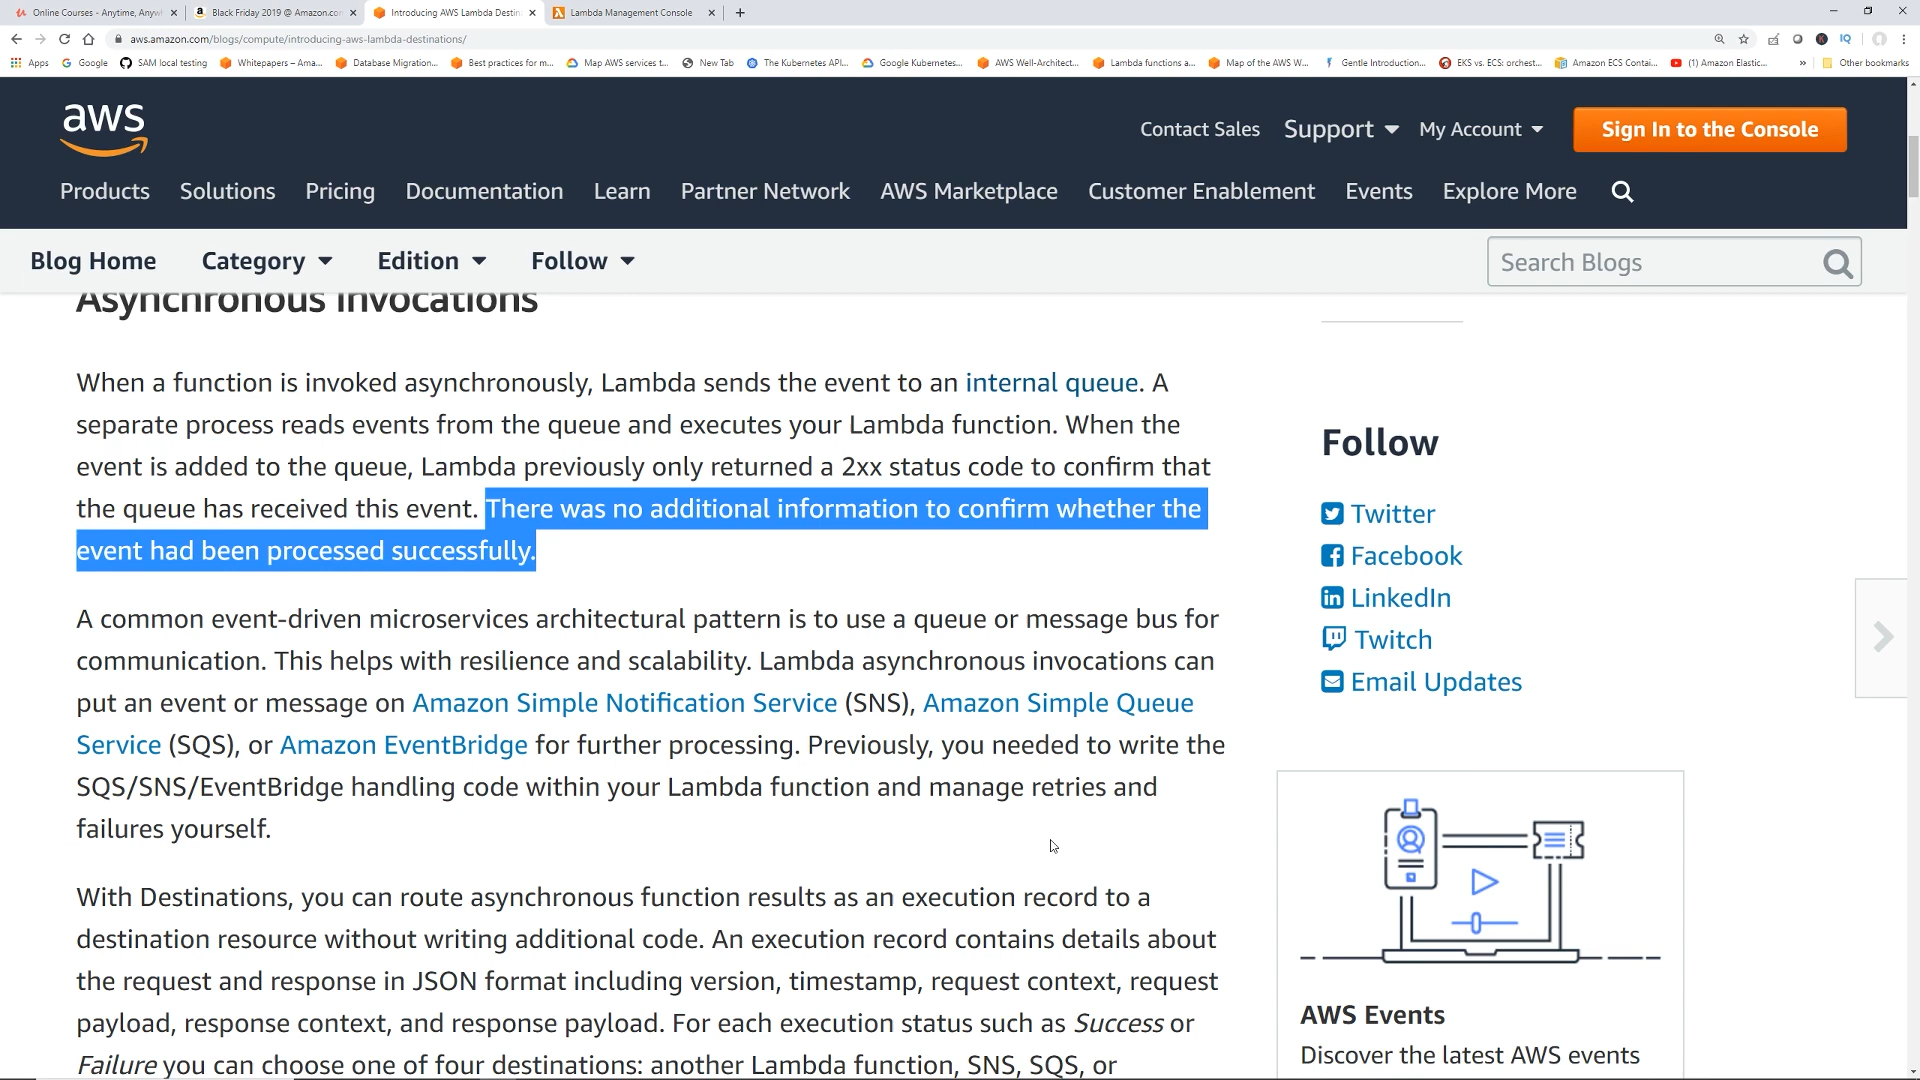 Online Courses - Anytime, Anyw
Black Friday 2019 @ Amazon.co
Introducing AWS Lambda Destin
Lambda Management Console
aws.amazon.com/blogs/compute/introducing-aws-lambda-destinations/
IQ
Apps
Google
SAM local testing
Whitepapers – Ama...
Database Migration...
Best practices for m...
Map AWS services t...
New Tab
The Kubernetes API...
Google Kubernetes...
AWS Well-Architect...
Lambda functions a...
Map of the AWS W...
Gentle Introduction...
EKS vs. ECS: orchest...
Amazon ECS Contai...
(1) Amazon Elastic...
»
Other bookmarks
aws
Contact Sales
Support
My Account
Sign In to the Console
Products
Solutions
Pricing
Documentation
Learn
Partner Network
AWS Marketplace
Customer Enablement
Events
Explore More
Blog Home
Category
Edition
Follow
Search Blogs
Asynchronous Invocations
When a function is invoked asynchronously, Lambda sends the event to an internal queue. A
separate process reads events from the queue and executes your Lambda function. When the
event is added to the queue, Lambda previously only returned a 2xx status code to confirm that
the queue has received this event. There was no additional information to confirm whether the
event had been processed successfully.
A common event-driven microservices architectural pattern is to use a queue or message bus for
communication. This helps with resilience and scalability. Lambda asynchronous invocations can
put an event or message on Amazon Simple Notification Service (SNS), Amazon Simple Queue
Service (SQS), or Amazon EventBridge for further processing. Previously, you needed to write the
SQS/SNS/EventBridge handling code within your Lambda function and manage retries and
failures yourself.
With Destinations, you can route asynchronous function results as an execution record to a
destination resource without writing additional code. An execution record contains details about
the request and response in JSON format including version, timestamp, request context, request
payload, response context, and response payload. For each execution status such as Success or
Failure you can choose one of four destinations: another Lambda function, SNS, SQS, or
Follow
Twitter
Facebook
LinkedIn
Twitch
Email Updates
AWS Events
Discover the latest AWS events